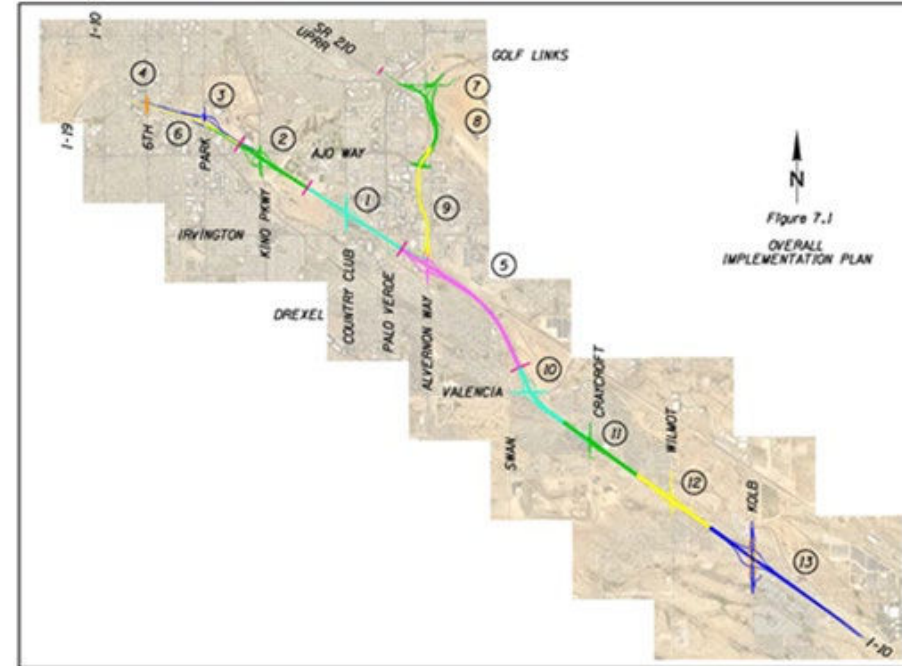 I-10
SR 210
UPRR
GOLF LINKS
4
3
7
8
I-19
6TH
6
PARK
2
AJO WAY
N
Figure 7.1
OVERALL
IMPLEMENTATION PLAN
9
1
IRVINGTON
KINO PKWY
5
DREXEL
COUNTRY CLUB
PALO VERDE
ALVERNON WAY
10
VALENCIA
CRAYCROFT
11
WILMOT
SWAN
12
KOLB
13
I-10